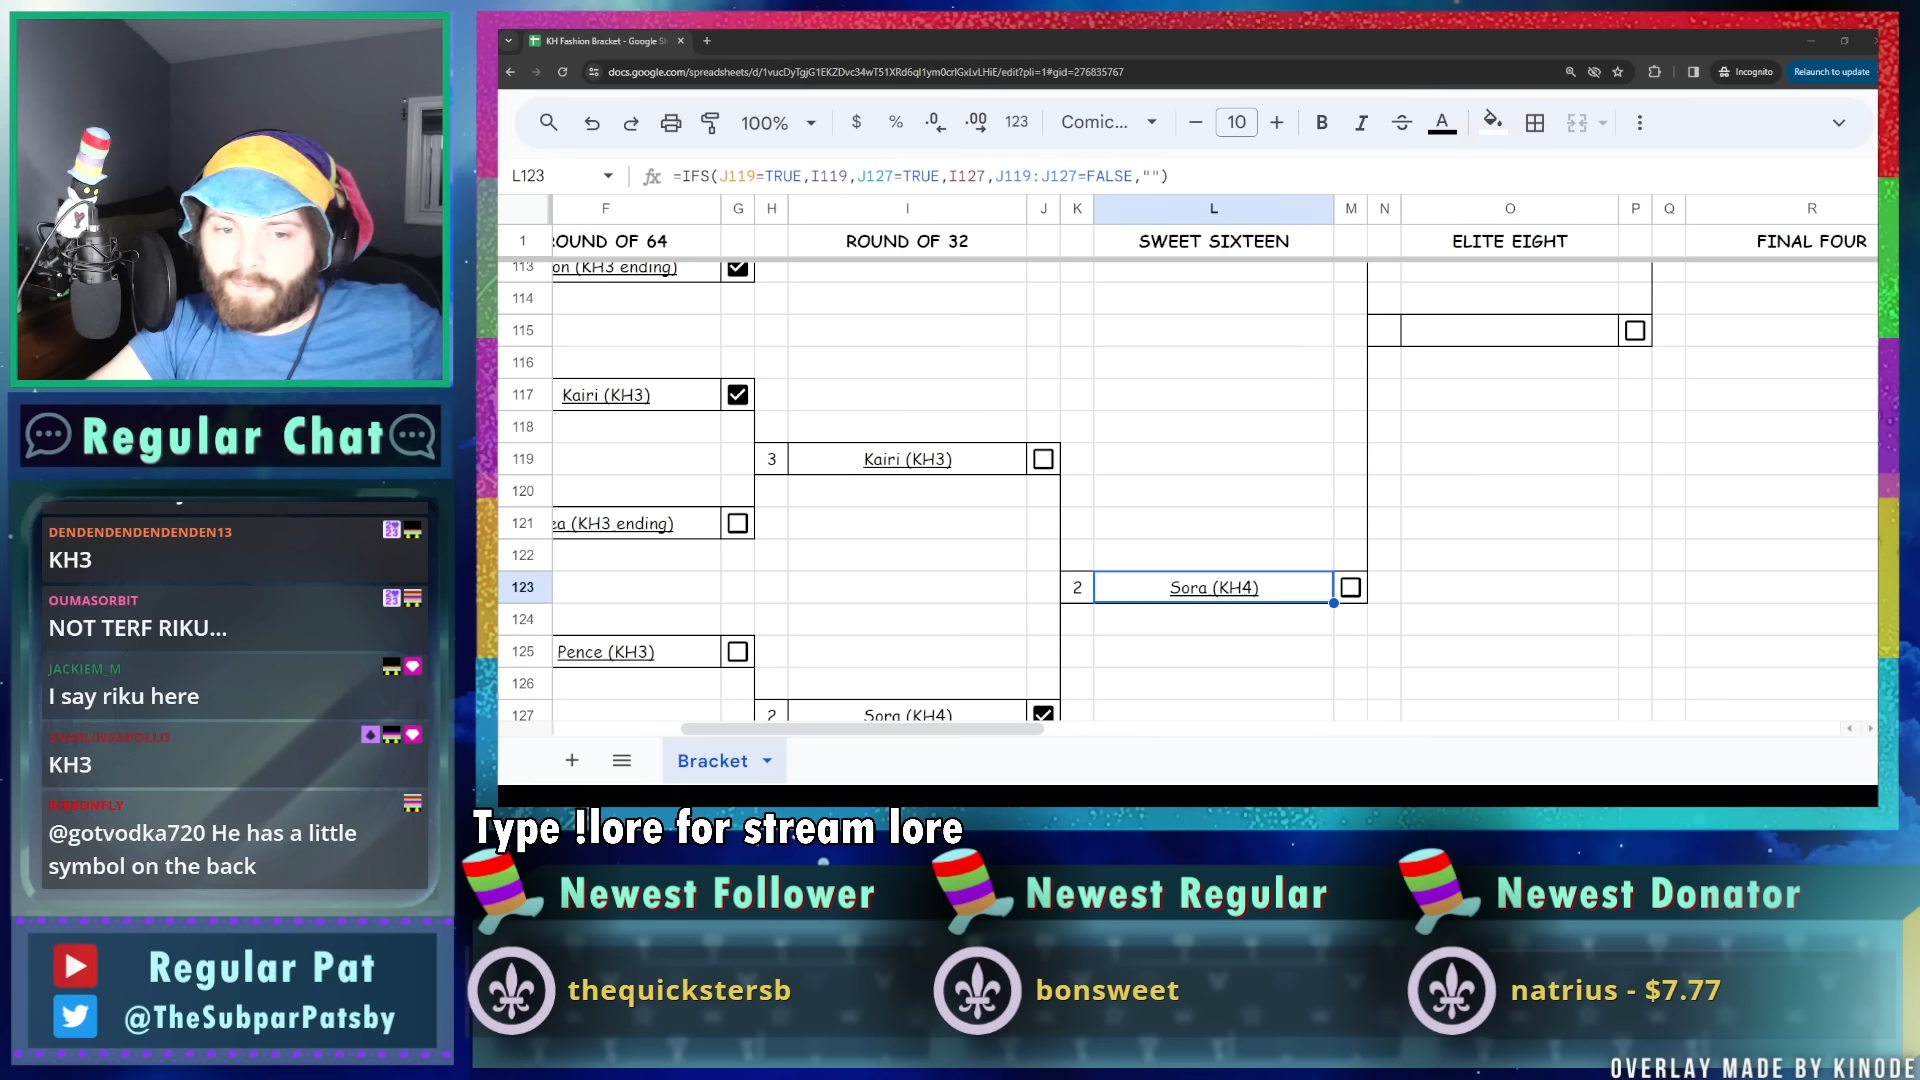 KH Fashion Bracket - Google Sh
docs.google.com/spreadsheets/d/1vucDyTgjG1EKZDvc34wT51XRd6qI1ym0crIGxLvLHiE/edit?pli=1#gid=276835767
Incognito
Relaunch to update
100% $ % .0 .00 123 Comic... 10 B I A
L123 fx =IFS(J119=TRUE,I119,J127=TRUE,I127,J119:J127=FALSE,"")
F G H I J K L M N O P Q R
1 ROUND OF 64 ROUND OF 32 SWEET SIXTEEN ELITE EIGHT FINAL FOUR
113 on (KH3 ending)
114
115
116
117 Kairi (KH3)
118
119 3 Kairi (KH3)
120
121 ea (KH3 ending)
122
123 2 Sora (KH4)
124
125 Pence (KH3)
126
127 2 Sora (KH4)
Bracket
Regular Chat
DENDENDENDENDENDEN13
KH3
OUMASORBIT
NOT TERF RIKU...
JACKIEM_M
I say riku here
KH3
RIBBONFLY
@gotvodka720 He has a little
symbol on the back
Regular Pat
@TheSubparPatsby
Type !lore for stream lore
Newest Follower
thequickstersb
Newest Regular
bonsweet
Newest Donator
natrius - $7.77
OVERLAY MADE BY KINODE